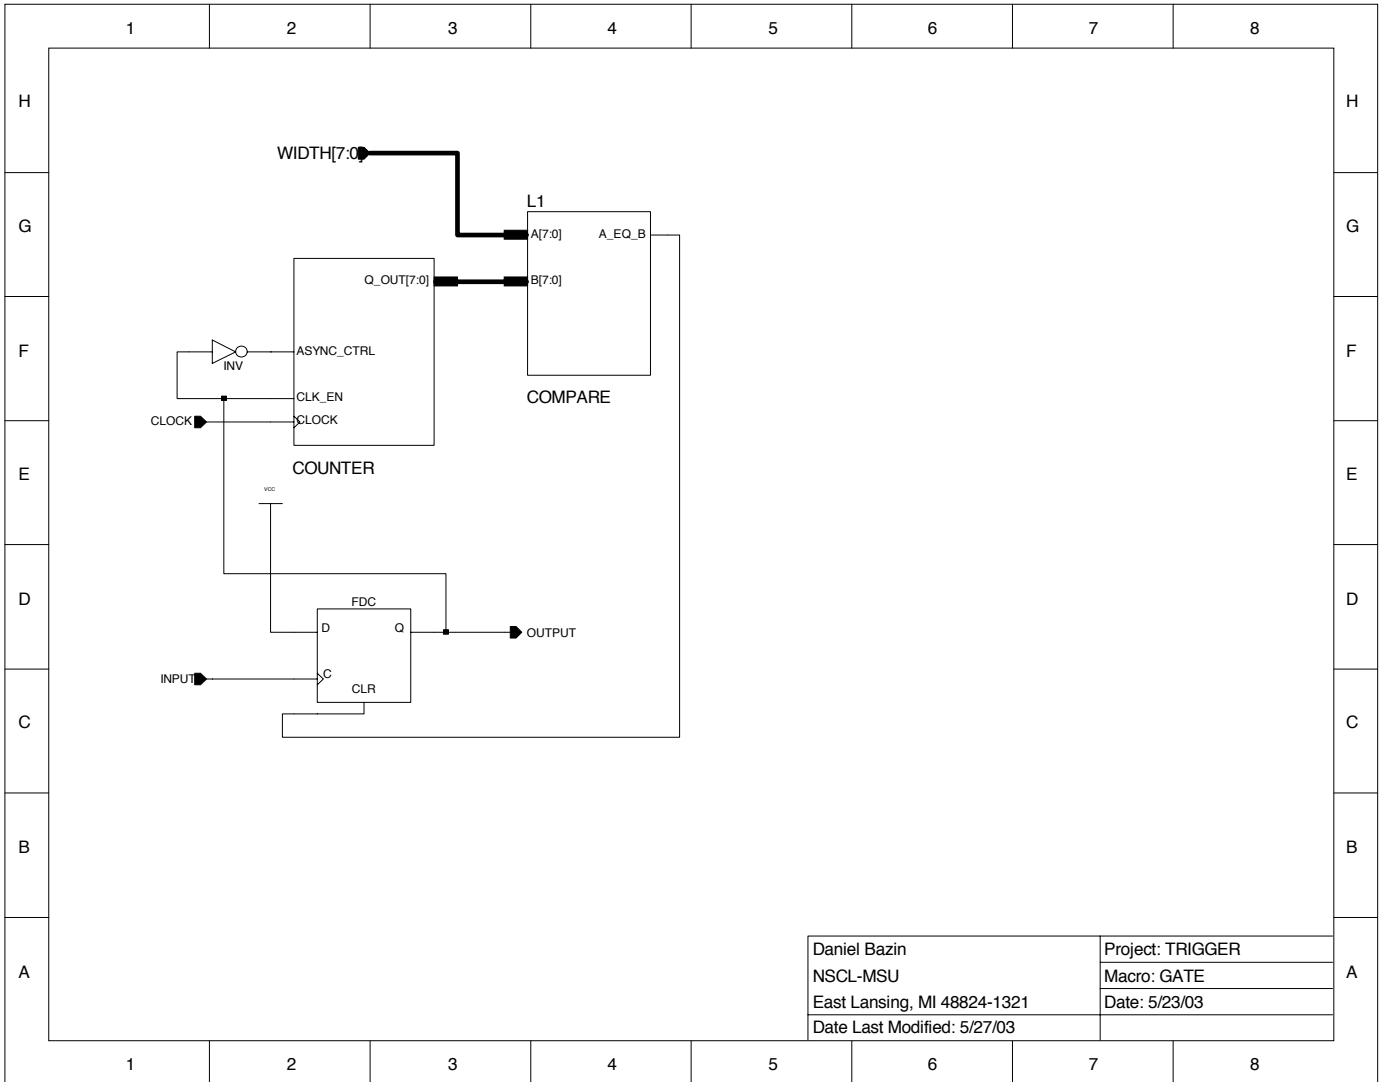 1 2 3 4 5 6 7 8
H H
WIDTH[7:0]
L1
G G
A[7:0] A_EQ_B
Q_OUT[7:0] B[7:0]
F F
ASYNC_CTRL
INV
CLK_EN COMPARE
CLOCK CLOCK
COUNTER
E E
VCC
D D
FDC
D Q OUTPUT
INPUT C
CLR
C C
B B
A A
Daniel Bazin Project: TRIGGER
NSCL-MSU Macro: GATE
East Lansing, MI 48824-1321 Date: 5/23/03
Date Last Modified: 5/27/03
1 2 3 4 5 6 7 8